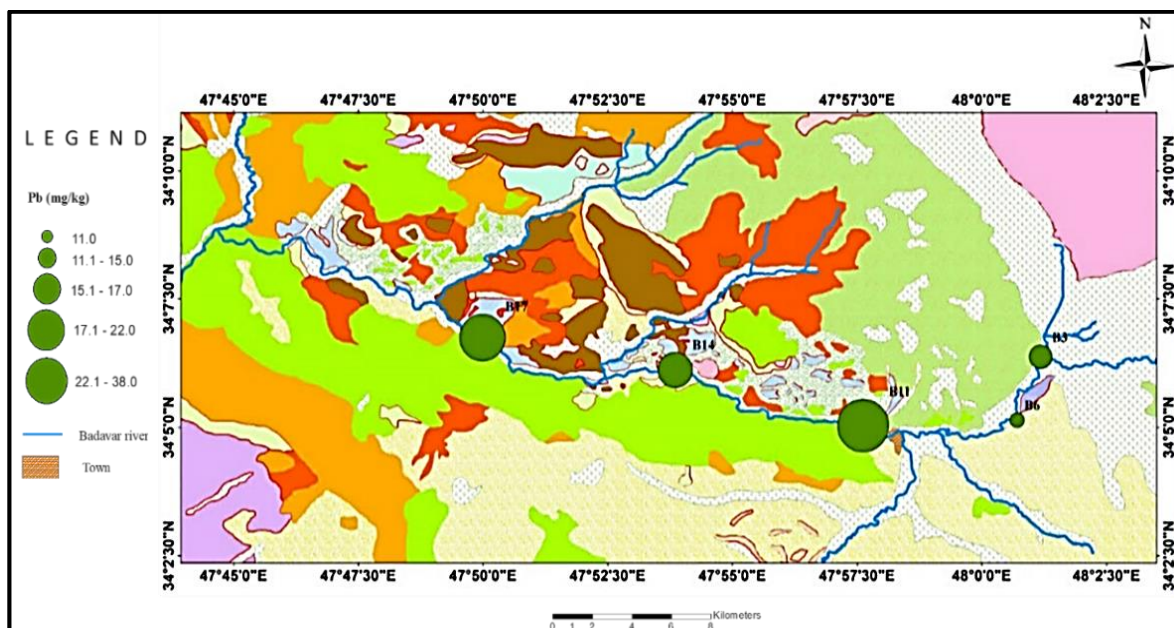 N
47°45'0"E 47°47'30"E 47°50'0"E 47°52'30"E 47°55'0"E 47°57'30"E 48°0'0"E 48°2'30"E
LEGEND
Pb (mg/kg)
11.0
11.1 - 15.0
15.1 - 17.0
17.1 - 22.0
22.1 - 38.0
Badavar river
Town
34°10'0"N
34°7'30"N
34°5'0"N
34°2'30"N
B17
B14
B11
B3
B6
34°10'0"N
34°7'30"N
34°5'0"N
34°2'30"N
47°45'0"E 47°47'30"E 47°50'0"E 47°52'30"E 47°55'0"E 47°57'30"E 48°0'0"E 48°2'30"E
Kilometers
0 1 2 4 6 8